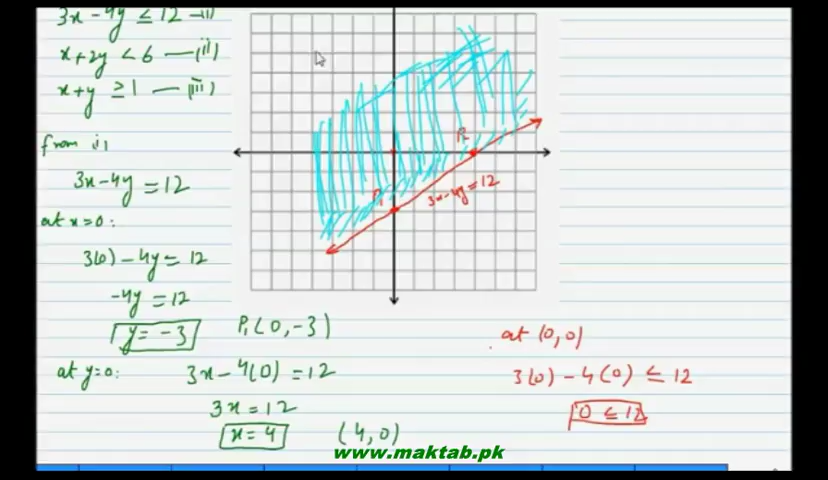 3x - 4y ≤ 12 —(i)
x + 2y < 6 —(ii)
x + y ≥ 1 —(iii)
from (i)
3x - 4y = 12
at x=0:
3(0) - 4y = 12
-4y = 12
y = -3
P₁(0, -3)
at y=0:
3x - 4(0) = 12
3x = 12
x = 4
(4, 0)
P₂
P₁
3x - 4y = 12
at (0, 0)
3(0) - 4(0) ≤ 12
0 ≤ 12
www.maktab.pk